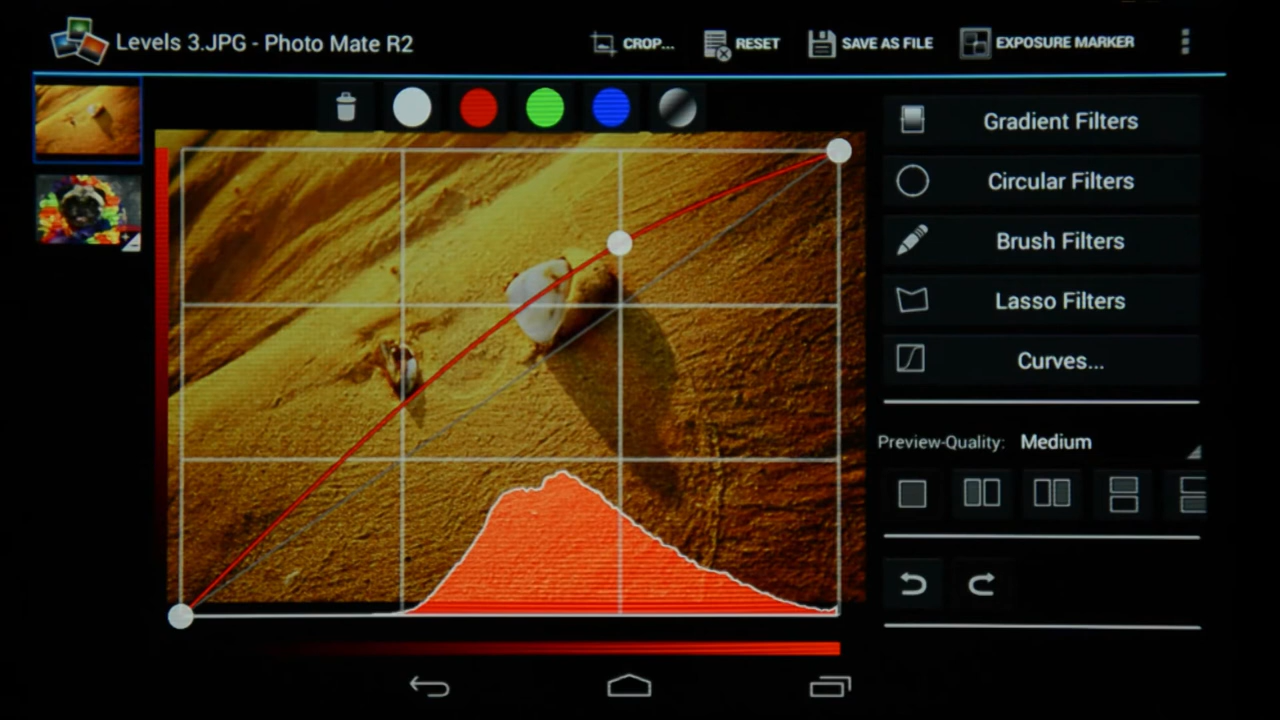 Levels 3.JPG - Photo Mate R2
CROP...
RESET
SAVE AS FILE
EXPOSURE MARKER
Gradient Filters
Circular Filters
Brush Filters
Lasso Filters
Curves...
Preview-Quality: Medium